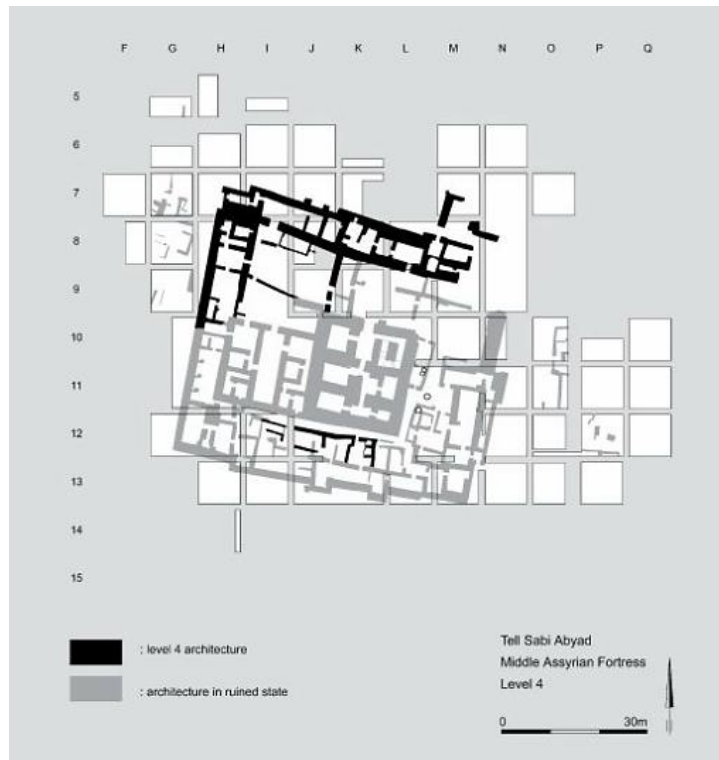 F G H I J K L M N O P Q
5
6
7
8
9
10
11
12
13
14
15
: level 4 architecture
: architecture in ruined state
Tell Sabi Abyad
Middle Assyrian Fortress
Level 4
0 30m